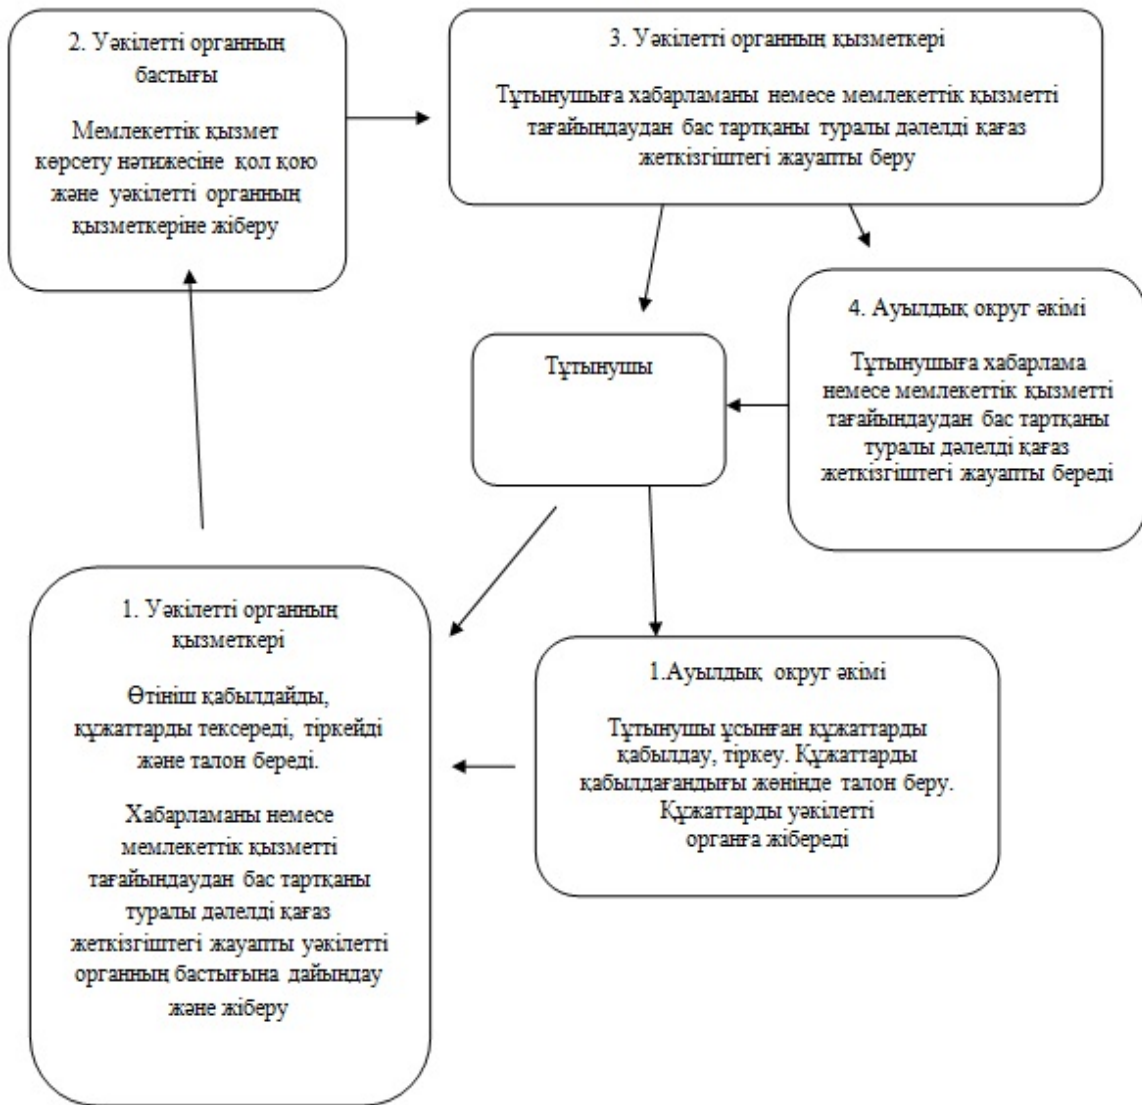 2. Уәкілетті органның
бастығы
Мемлекеттік қызмет
көрсету нәтижесіне қол қою
және уәкілетті органның
қызметкеріне жіберу
3. Уәкілетті органның қызметкері
Тұтынушыға хабарламаны немесе мемлекеттік қызметті
тағайындаудан бас тартқаны туралы дәлелді қағаз
жеткізгіштегі жауапты беру
4. Ауылдық округ әкімі
Тұтынушыға хабарлама
немесе мемлекеттік қызметті
тағайындаудан бас тартқаны
туралы дәлелді қағаз
жеткізгіштегі жауапты береді
Тұтынушы
1. Уәкілетті органның
қызметкері
Өтініш қабылдайды,
құжаттарды тексереді, тіркейді
және талон береді.
Хабарламаны немесе
мемлекеттік қызметті
тағайындаудан бас тартқаны
туралы дәлелді қағаз
жеткізгіштегі жауапты уәкілетті
органның бастығына дайындау
және жіберу
1.Ауылдық округ әкімі
Тұтынушы ұсынған құжаттарды
қабылдау, тіркеу. Құжаттарды
қабылдағандығы жөнінде талон беру.
Құжаттарды уәкілетті
органға жібереді